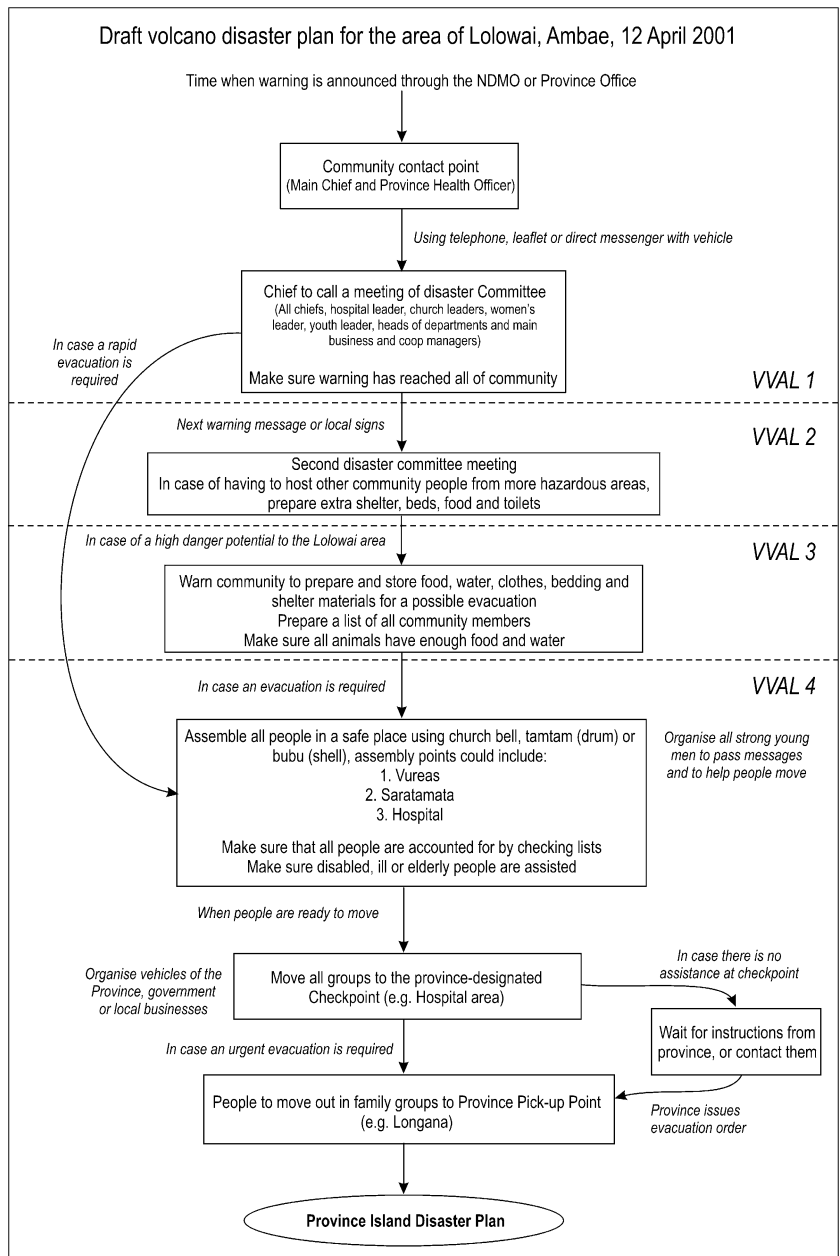 Draft volcano disaster plan for the area of Lolowai, Ambae, 12 April 2001
Time when warning is announced through the NDMO or Province Office
Community contact point
(Main Chief and Province Health Officer)
Using telephone, leaflet or direct messenger with vehicle
Chief to call a meeting of disaster Committee
(All chiefs, hospital leader, church leaders, women's
leader, youth leader, heads of departments and main
business and coop managers)
Make sure warning has reached all of community
In case a rapid
evacuation is
required
VVAL 1
Next warning message or local signs
VVAL 2
Second disaster committee meeting
In case of having to host other community people from more hazardous areas,
prepare extra shelter, beds, food and toilets
In case of a high danger potential to the Lolowai area
VVAL 3
Warn community to prepare and store food, water, clothes, bedding and
shelter materials for a possible evacuation
Prepare a list of all community members
Make sure all animals have enough food and water
In case an evacuation is required
VVAL 4
Assemble all people in a safe place using church bell, tamtam (drum) or
bubu (shell), assembly points could include:
1. Vureas
2. Saratamata
3. Hospital
Make sure that all people are accounted for by checking lists
Make sure disabled, ill or elderly people are assisted
Organise all strong young
men to pass messages
and to help people move
When people are ready to move
Organise vehicles of the
Province, government
or local businesses
Move all groups to the province-designated
Checkpoint (e.g. Hospital area)
In case there is no
assistance at checkpoint
Wait for instructions from
province, or contact them
In case an urgent evacuation is required
People to move out in family groups to Province Pick-up Point
(e.g. Longana)
Province issues
evacuation order
Province Island Disaster Plan